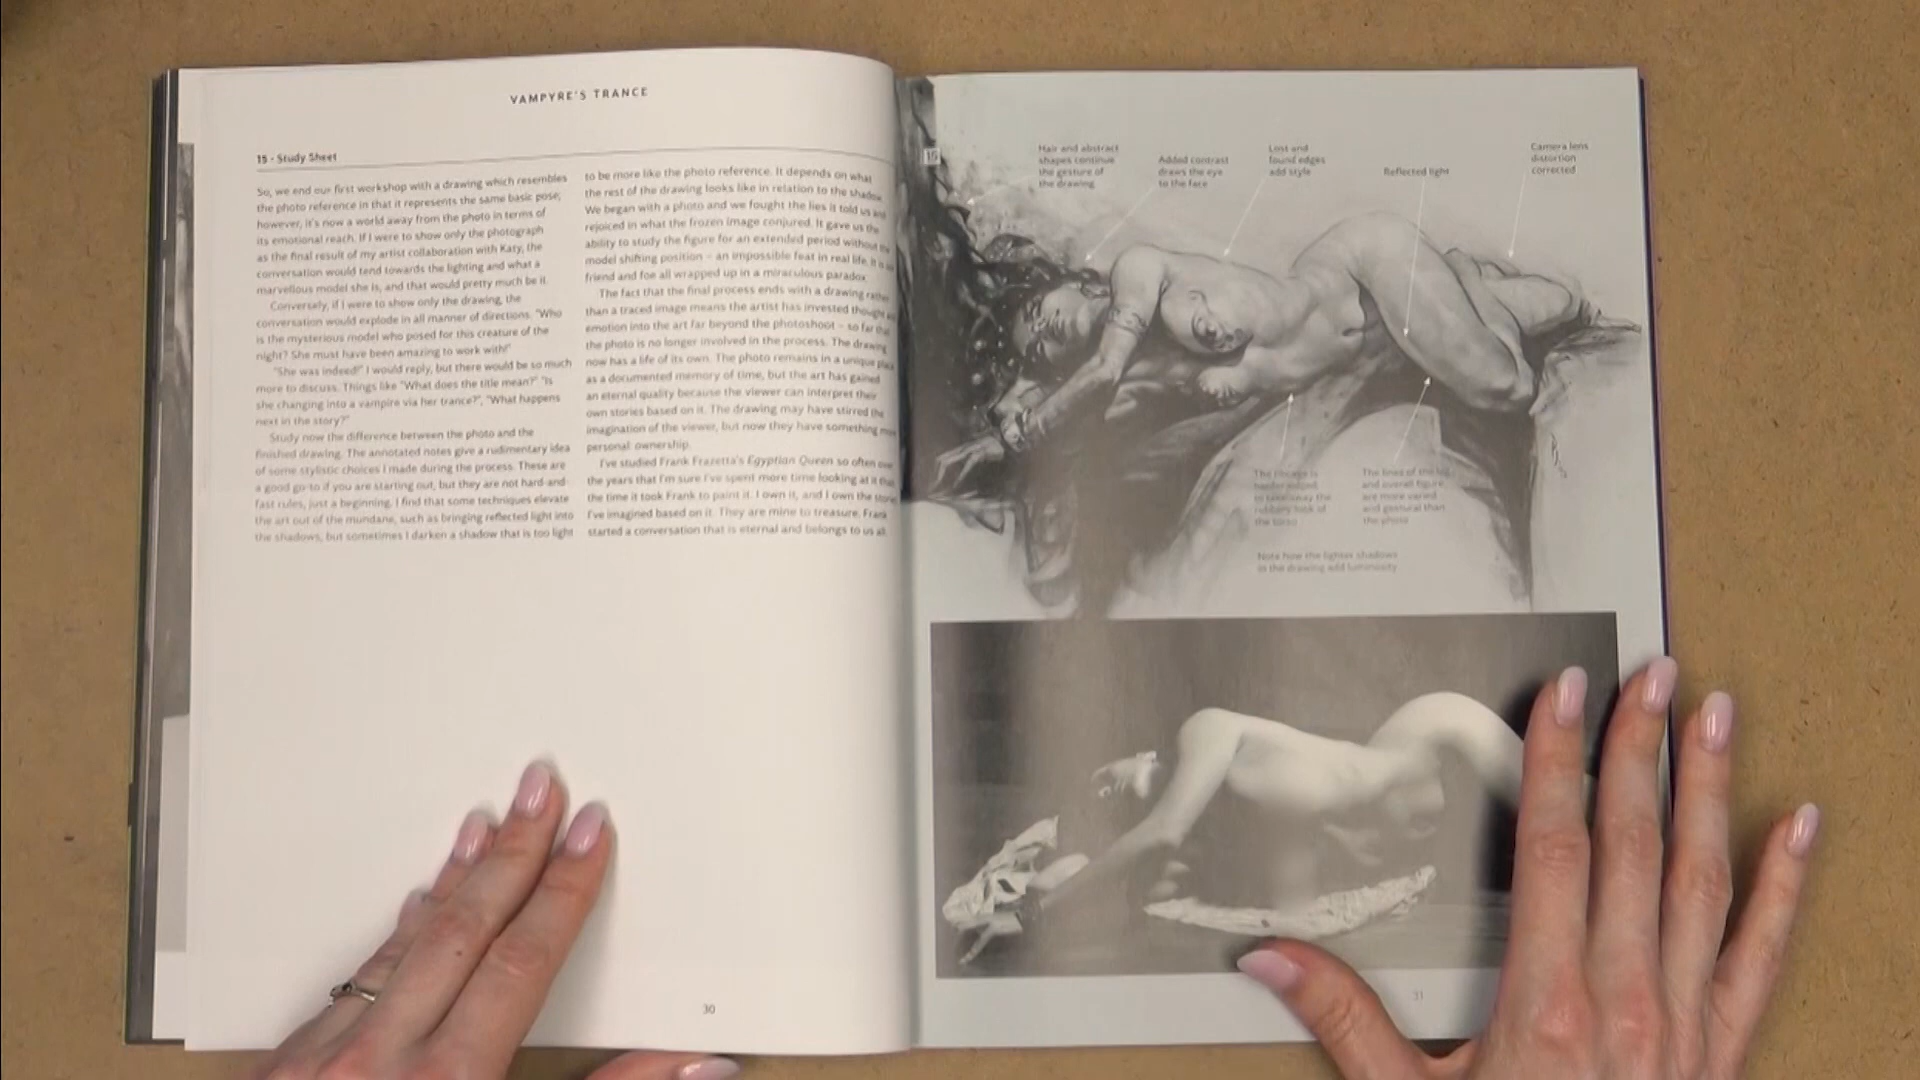 VAMPYRE'S TRANCE
15 - Study Sheet
So, we end our first workshop with a drawing which resembles
the photo reference in that it represents the same basic pose;
however, it's now a world away from the photo in terms of
its emotional reach. If I were to show only the photograph
as the final result of my artist collaboration with Katy, the
conversation would tend towards the lighting and what a
marvellous model she is, and that would pretty much be it.
Conversely, if I were to show only the drawing, the
conversation would explode in all manner of directions. "Who
is the mysterious model who posed for this creature of the
night? She must have been amazing to work with!"
"She was indeed!" I would reply, but there would be so much
more to discuss. Things like "What does the title mean?" "Is
she changing into a vampire via her trance?", "What happens
next in the story?"
Study now the difference between the photo and the
finished drawing. The annotated notes give a rudimentary idea
of some stylistic choices I made during the process. These are
a good go-to if you are starting out, but they are not hard-and-
fast rules, just a beginning. I find that some techniques elevate
the art out of the mundane, such as bringing reflected light into
the shadows, but sometimes I darken a shadow that is too light
to be more like the photo reference. It depends on what
the rest of the drawing looks like in relation to the shadow.
We began with a photo and we fought the lies it told us and
rejoiced in what the frozen image conjured. It gave us the
ability to study the figure for an extended period without the
model shifting position – an impossible feat in real life. It is
friend and foe all wrapped up in a miraculous paradox.
The fact that the final process ends with a drawing rather
than a traced image means the artist has invested thought
emotion into the art far beyond the photoshoot – so far that
the photo is no longer involved in the process. The drawing
now has a life of its own. The photo remains in a unique place
as a documented memory of time, but the art has gained
an eternal quality because the viewer can interpret their
own stories based on it. The drawing may have stirred the
imagination of the viewer, but now they have something
personal: ownership.
I've studied Frank Frazetta's Egyptian Queen so often over
the years that I'm sure I've spent more time looking at it than
the time it took Frank to paint it. I own it, and I own the
I've imagined based on it. They are mine to treasure. Frank
started a conversation that is eternal and belongs to us all.
30
15
Hair and abstract
shapes continue
the gesture of
the drawing
Added contrast
draws the eye
to the face
Lost and
found edges
add style
Reflected light
Camera lens
distortion
corrected
The
to take away the
look of
the torso
The lines of the leg
and overall figure
are more varied
and gestural than
the photo
Note how the lighter shadows
in the drawing add luminosity
31